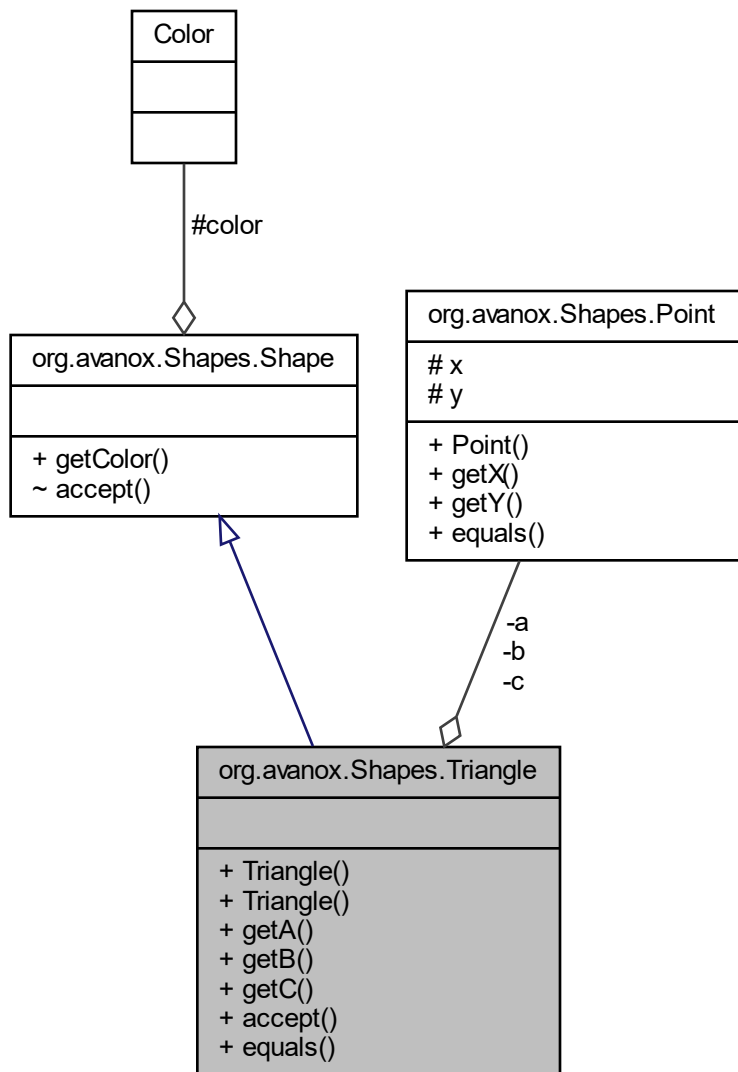 Color
#color
org.avanox.Shapes.Shape
+ getColor()
~ accept()
org.avanox.Shapes.Point
# x
# y
+ Point()
+ getX()
+ getY()
+ equals()
-a
-b
-c
org.avanox.Shapes.Triangle
+ Triangle()
+ Triangle()
+ getA()
+ getB()
+ getC()
+ accept()
+ equals()